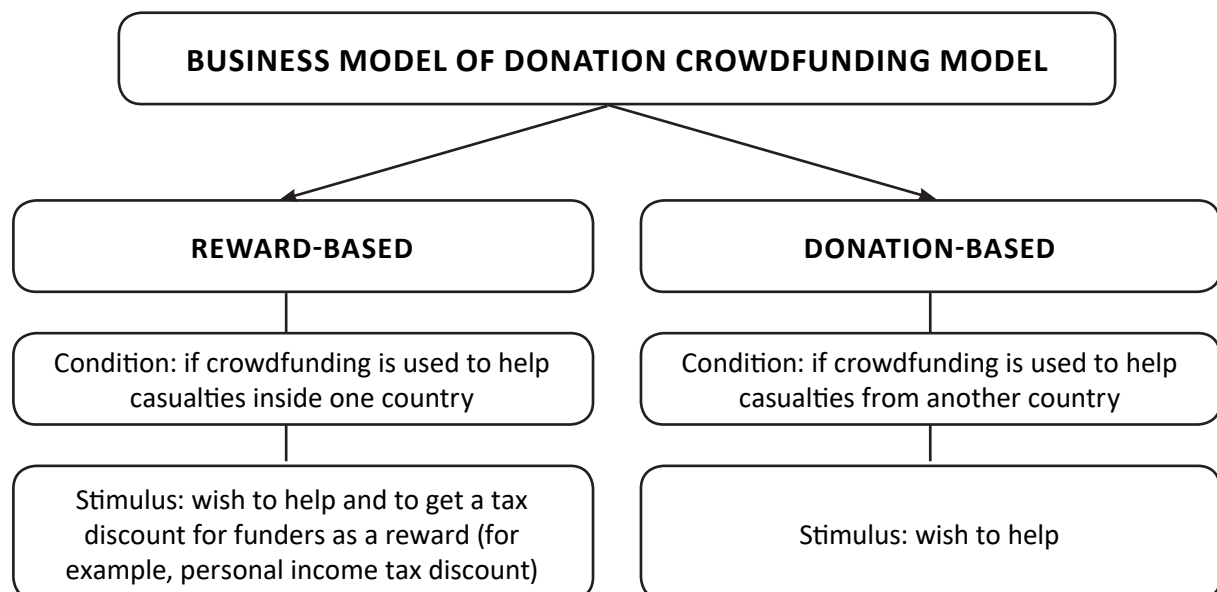 BUSINESS MODEL OF DONATION CROWDFUNDING MODEL
REWARD-BASED
Condition: if crowdfunding is used to help
casualties inside one country
Stimulus: wish to help and to get a tax
discount for funders as a reward (for
example, personal income tax discount)
DONATION-BASED
Condition: if crowdfunding is used to help
casualties from another country
Stimulus: wish to help